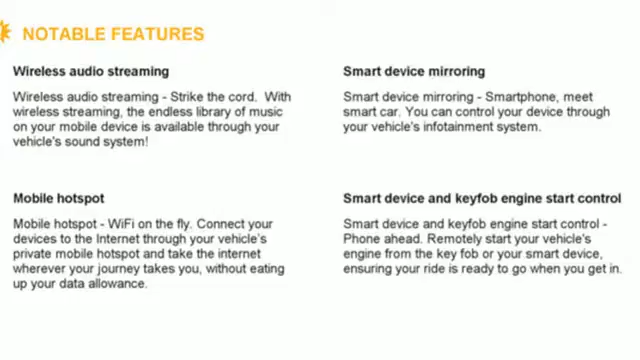 NOTABLE FEATURES
Wireless audio streaming
Wireless audio streaming - Strike the cord.  With
wireless streaming, the endless library of music
on your mobile device is available through your
vehicle's sound system!
Smart device mirroring
Smart device mirroring - Smartphone, meet
smart car. You can control your device through
your vehicle's infotainment system.
Mobile hotspot
Mobile hotspot - WiFi on the fly. Connect your
devices to the Internet through your vehicle's
private mobile hotspot and take the internet
wherever your journey takes you, without eating
up your data allowance.
Smart device and keyfob engine start control
Smart device and keyfob engine start control -
Phone ahead. Remotely start your vehicle's
engine from the key fob or your smart device,
ensuring your ride is ready to go when you get in.